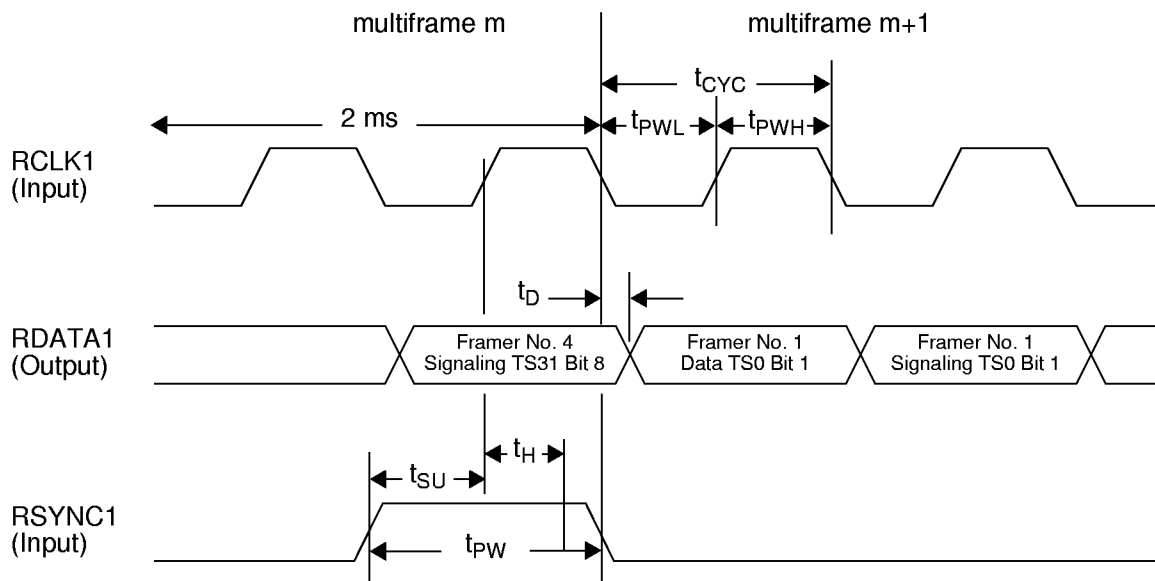 multiframe m
multiframe m+1
tCYC
2 ms
tPWL
tPWH
RCLK1
(Input)
tD
RDATA1
(Output)
Framer No. 4
Signaling TS31 Bit 8
Framer No. 1
Data TS0 Bit 1
Framer No. 1
Signaling TS0 Bit 1
tH
tSU
RSYNC1
(Input)
tPW